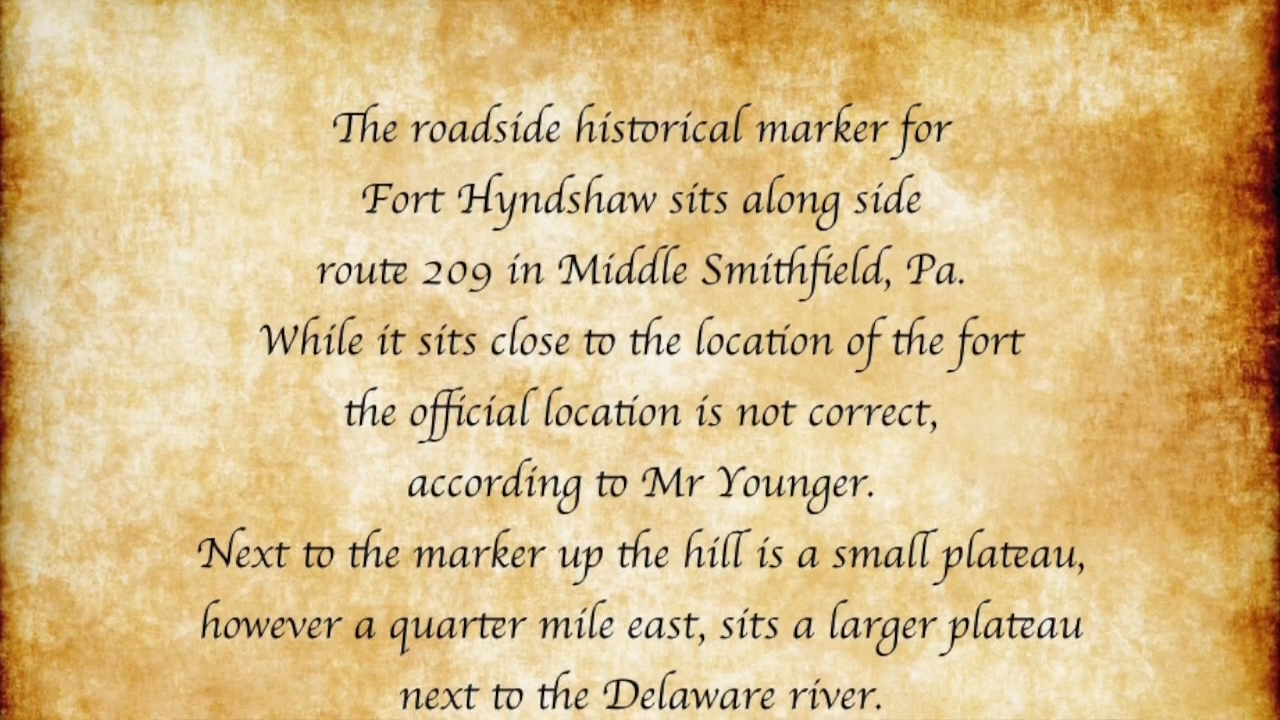 The roadside historical marker for
Fort Hyndshaw sits along side
route 209 in Middle Smithfield, Pa.
While it sits close to the location of the fort
the official location is not correct,
according to Mr Younger.
Next to the marker up the hill is a small plateau,
however a quarter mile east, sits a larger plateau
next to the Delaware river.